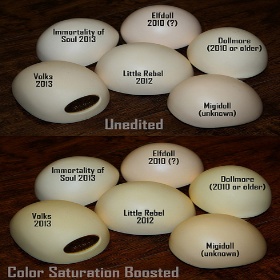 Elfdoll
2010 (?)
Immortality of
Soul 2013
Dollmore
(2010 or older)
Volks
2013
Little Rebel
2012
Migidoll
(unknown)
Unedited
Elfdoll
2010 (?)
Immortality of
Soul 2013
Dollmore
(2010 or older)
Volks
2013
Little Rebel
2012
Migidoll
(unknown)
Color Saturation Boosted